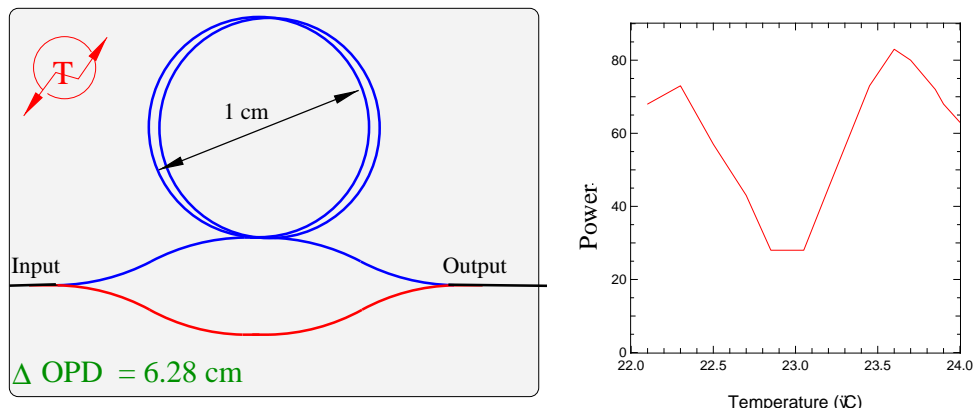 T
1 cm
Input
Output
Δ OPD = 6.28 cm
Power
80
60
40
20
0
22.0
22.5
23.0
23.5
24.0
Temperature (ÿC)